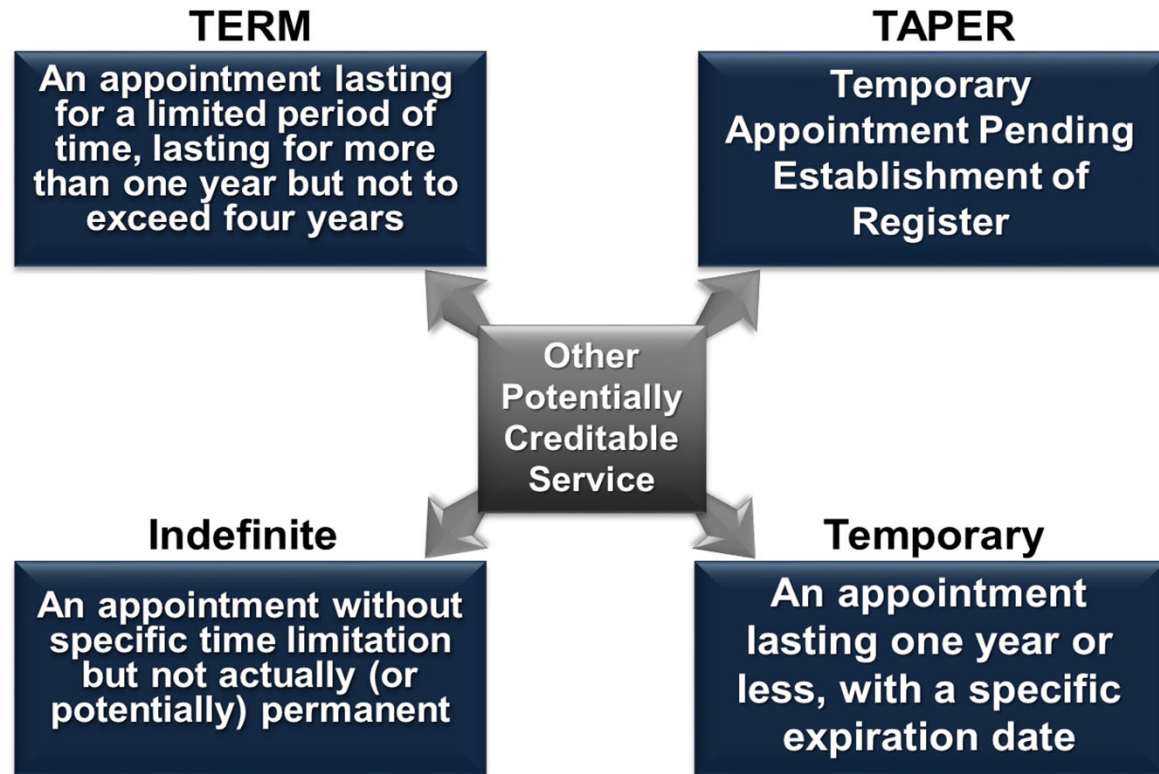 TERM
An appointment lasting
for a limited period of
time, lasting for more
than one year but not to
exceed four years
TAPER
Temporary
Appointment Pending
Establishment of
Register
Other
Potentially
Creditable
Service
Indefinite
An appointment without
specific time limitation
but not actually (or
potentially) permanent
Temporary
An appointment
lasting one year or
less, with a specific
expiration date